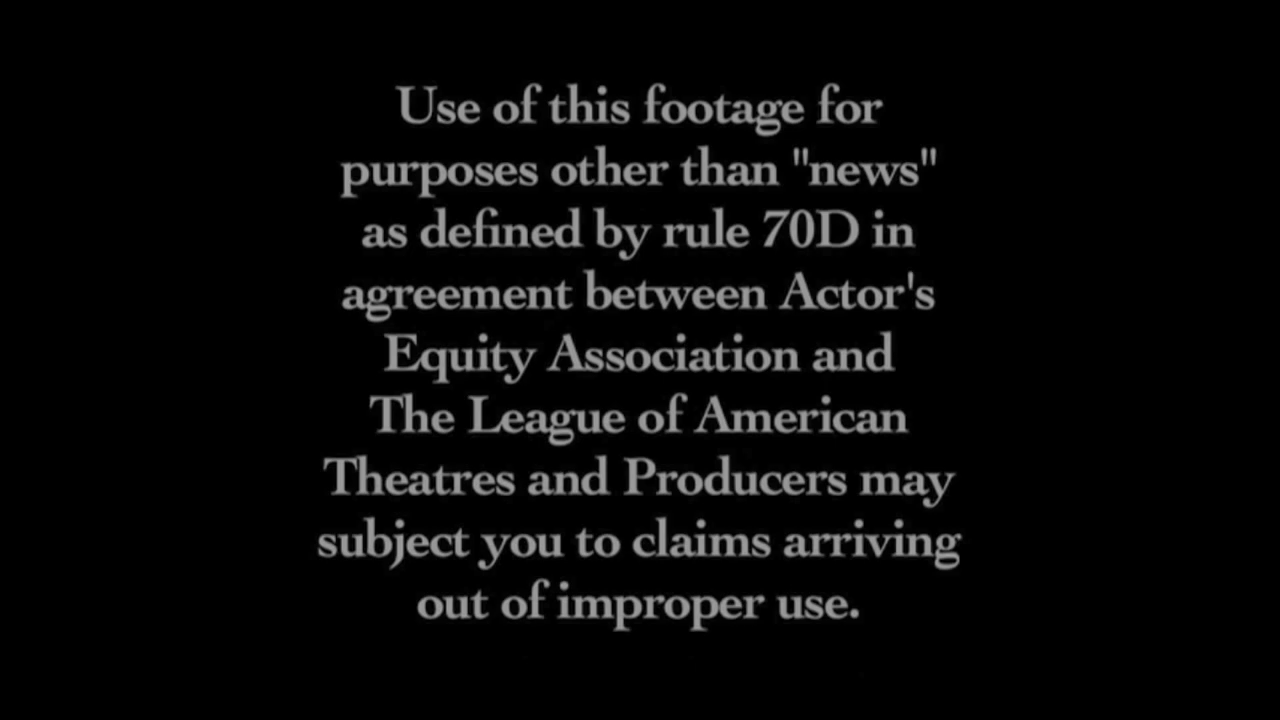 Use of this footage for
purposes other than "news"
as defined by rule 70D in
agreement between Actor's
Equity Association and
The League of American
Theatres and Producers may
subject you to claims arriving
out of improper use.